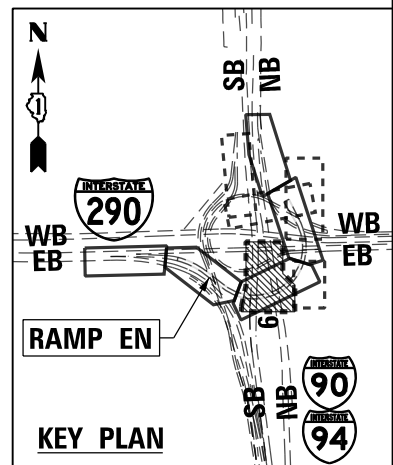 N
1
SB
NB
INTERSTATE
290
WB
EB
WB
EB
RAMP EN
6
SB
NB
INTERSTATE
90
INTERSTATE
94
KEY PLAN